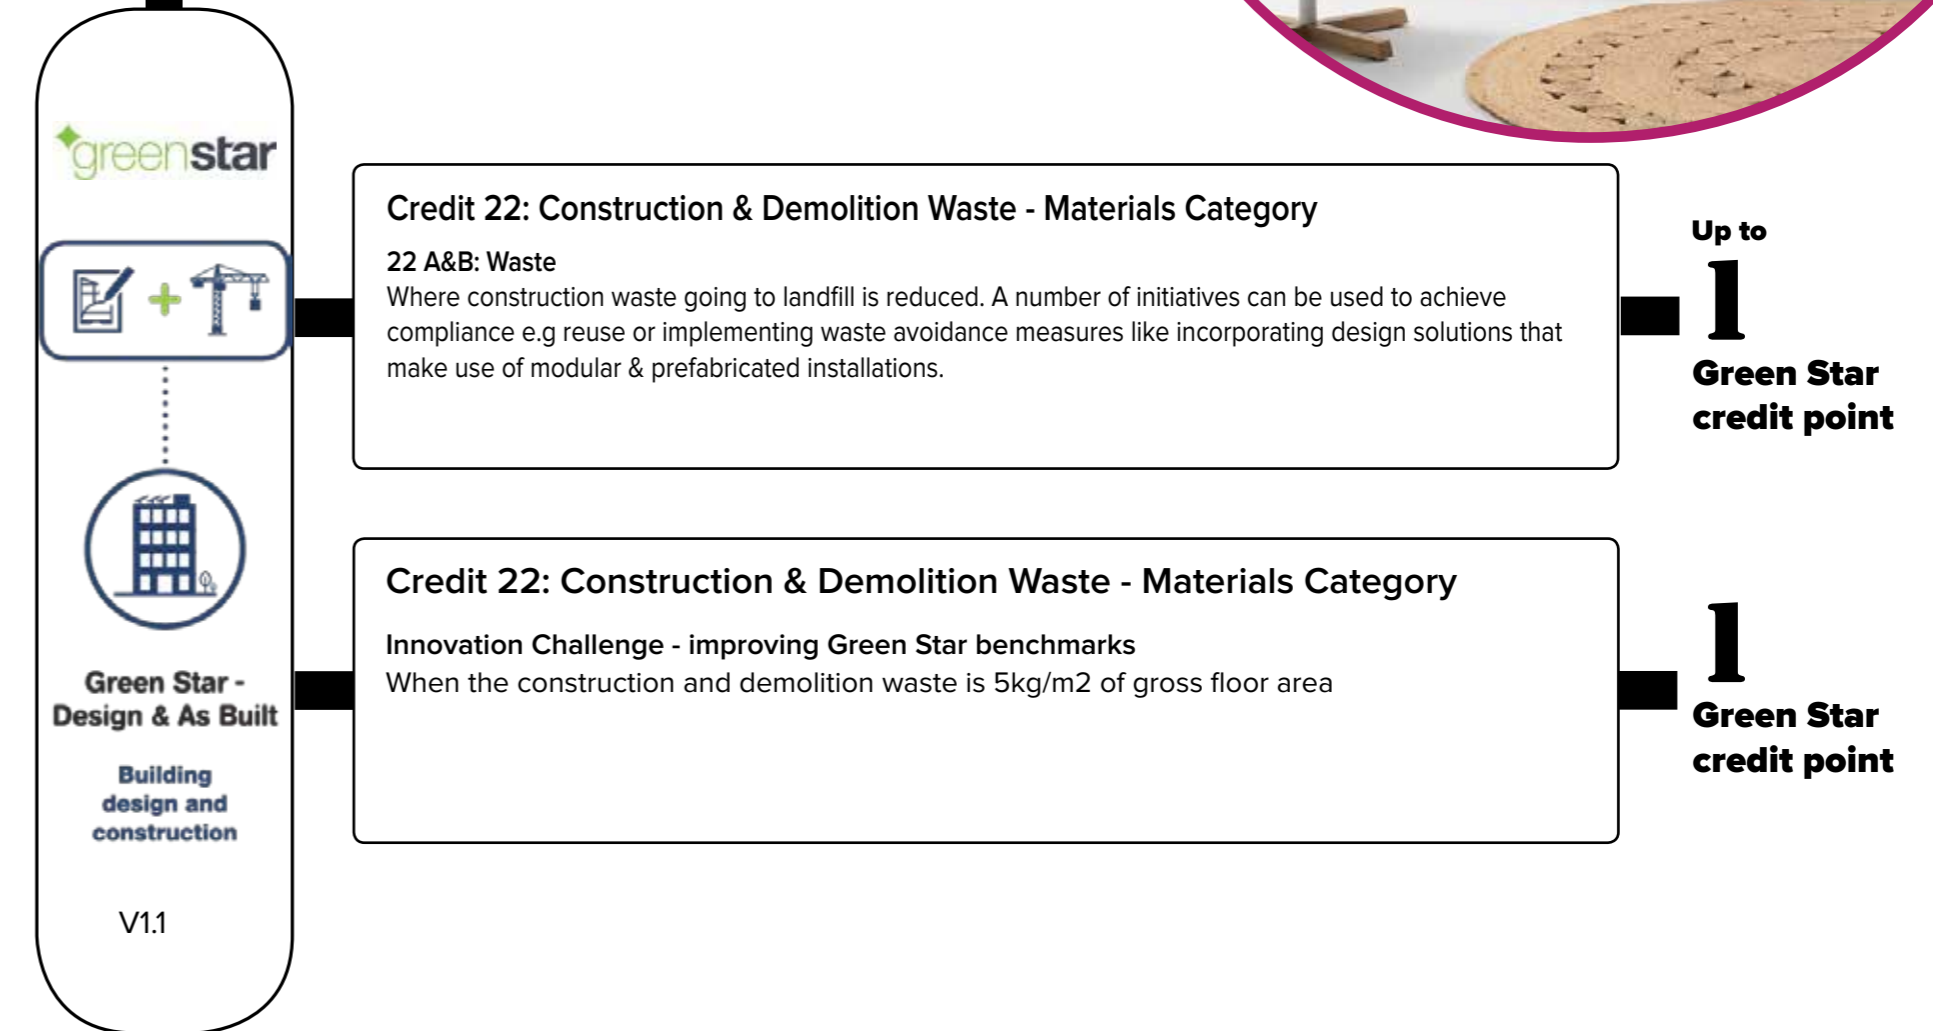 greenstar
Green Star -
Design & As Built
Building
design and
construction
V1.1
Credit 22: Construction & Demolition Waste - Materials Category
22 A&B: Waste
Where construction waste going to landfill is reduced. A number of initiatives can be used to achieve
compliance e.g reuse or implementing waste avoidance measures like incorporating design solutions that
make use of modular & prefabricated installations.
Up to
1
Green Star
credit point
Credit 22: Construction & Demolition Waste - Materials Category
Innovation Challenge - improving Green Star benchmarks
When the construction and demolition waste is 5kg/m2 of gross floor area
1
Green Star
credit point